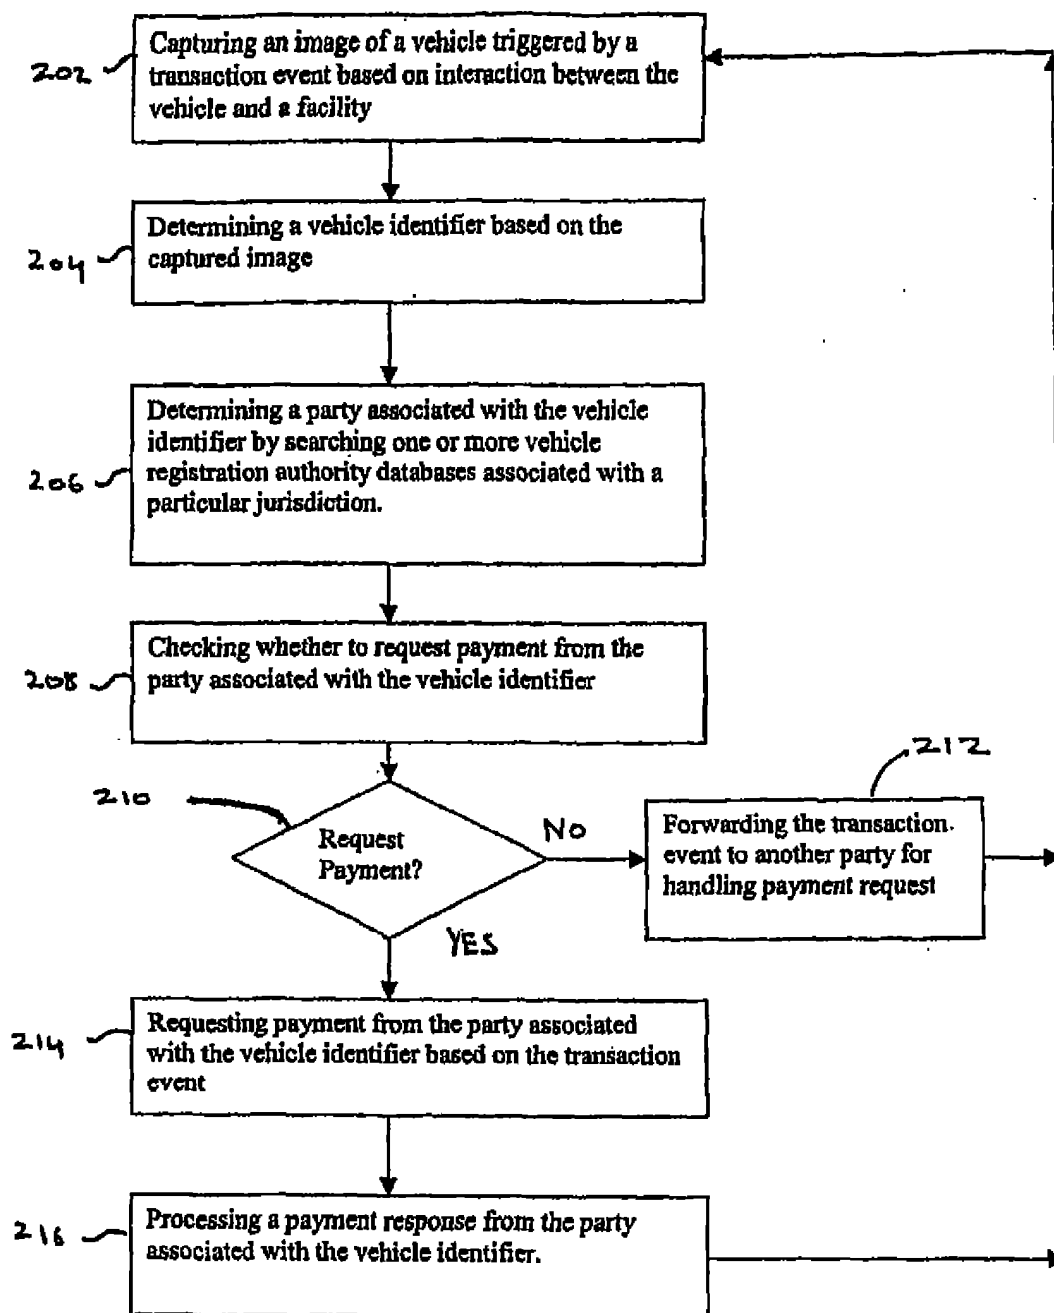 202
Capturing an image of a vehicle triggered by a
transaction event based on interaction between the
vehicle and a facility
204
Determining a vehicle identifier based on the
captured image
206
Determining a party associated with the vehicle
identifier by searching one or more vehicle
registration authority databases associated with a
particular jurisdiction.
208
Checking whether to request payment from the
party associated with the vehicle identifier
210
Request
Payment?
NO
212
Forwarding the transaction
event to another party for
handling payment request
YES
214
Requesting payment from the party associated
with the vehicle identifier based on the transaction
event
216
Processing a payment response from the party
associated with the vehicle identifier.